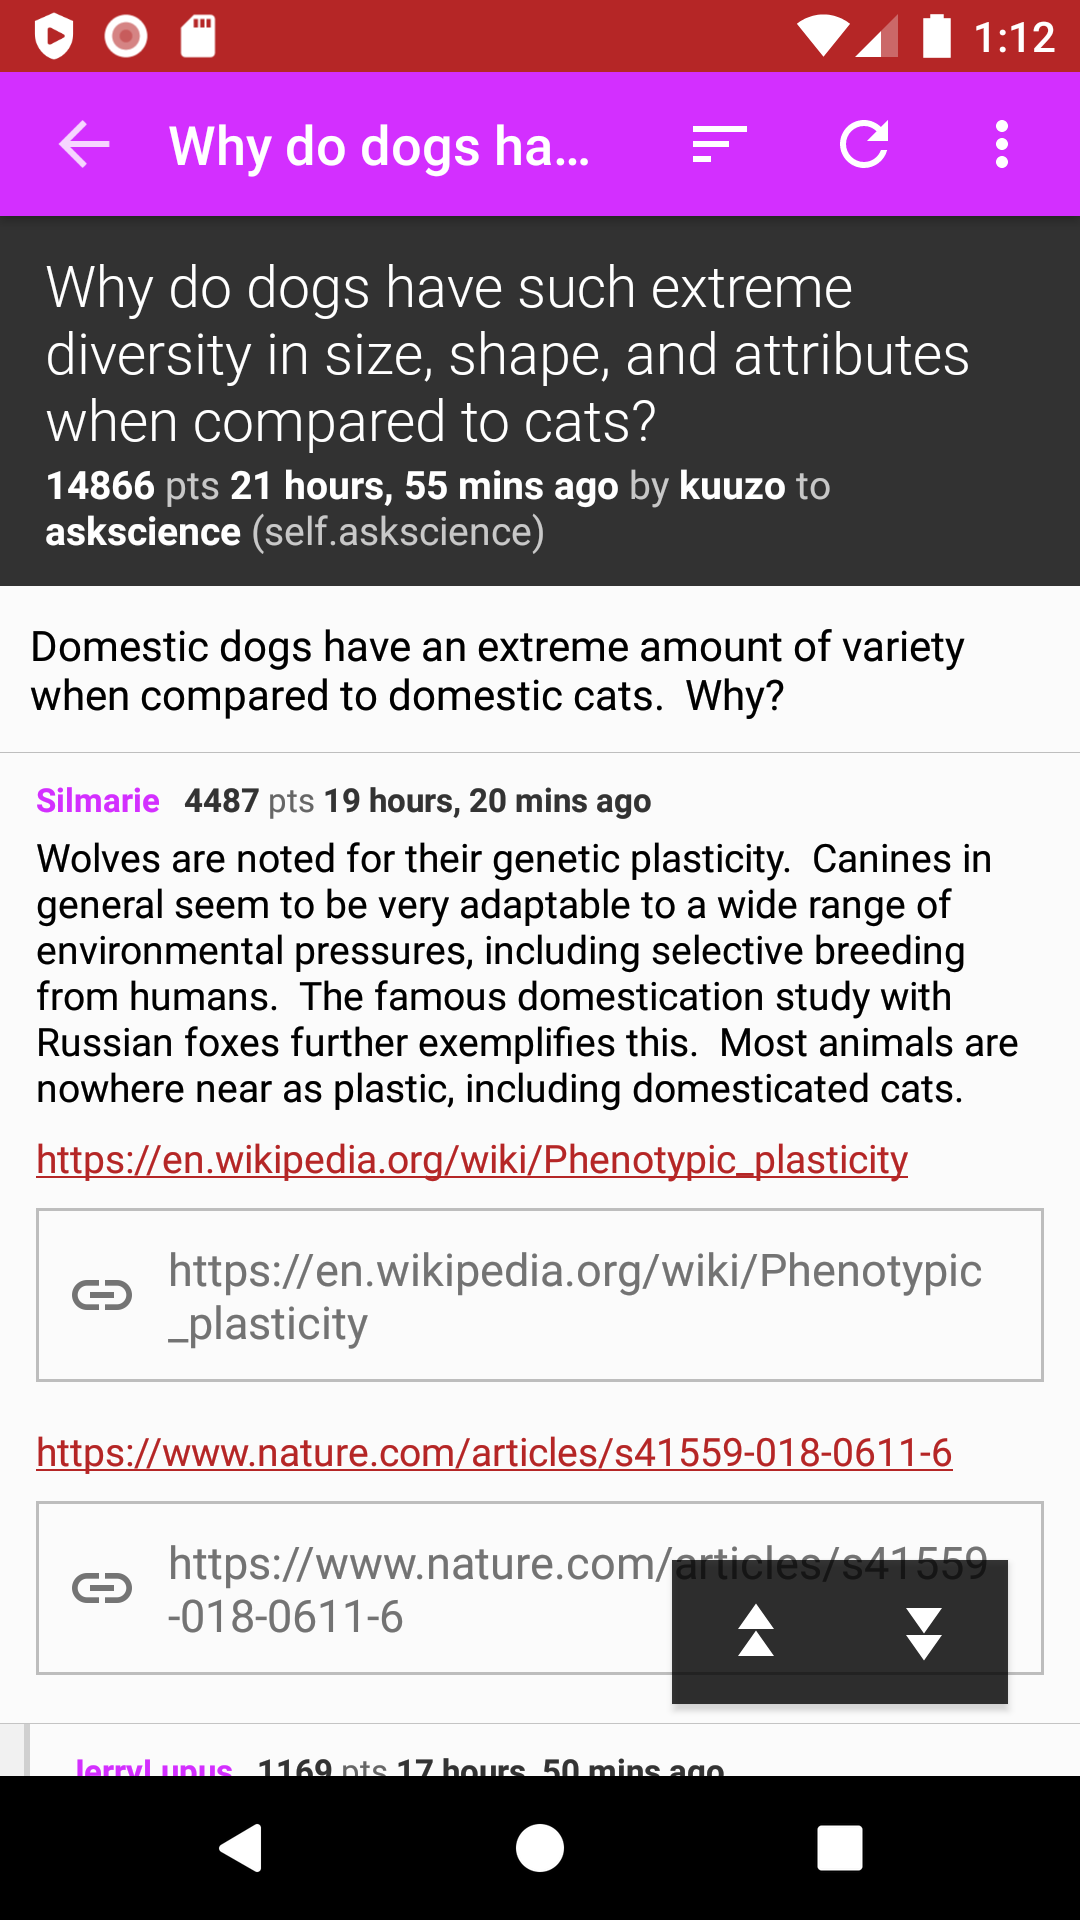 1:12
Why do dogs ha...
Why do dogs have such extreme
diversity in size, shape, and attributes
when compared to cats?
14866 pts 21 hours, 55 mins ago by kuuzo to
askscience (self.askscience)
Domestic dogs have an extreme amount of variety
when compared to domestic cats.  Why?
Silmarie 4487 pts 19 hours, 20 mins ago
Wolves are noted for their genetic plasticity.  Canines in
general seem to be very adaptable to a wide range of
environmental pressures, including selective breeding
from humans.  The famous domestication study with
Russian foxes further exemplifies this.  Most animals are
nowhere near as plastic, including domesticated cats.
https://en.wikipedia.org/wiki/Phenotypic_plasticity
https://en.wikipedia.org/wiki/Phenotypic
_plasticity
https://www.nature.com/articles/s41559-018-0611-6
https://www.nature.com/articles/s41559
-018-0611-6
JerryLupus 1169 pts 17 hours, 50 mins ago